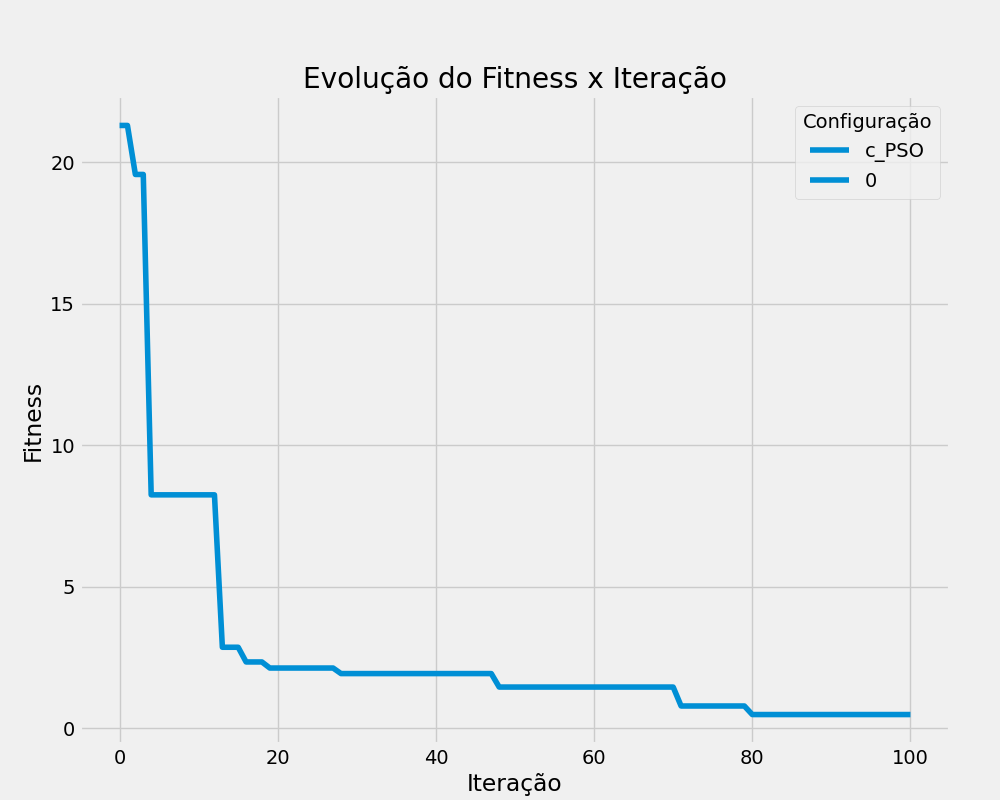 Evolução do Fitness x Iteração
Configuração
c_PSO
0
Fitness
20
15
10
5
0
0 20 40 60 80 100
Iteração